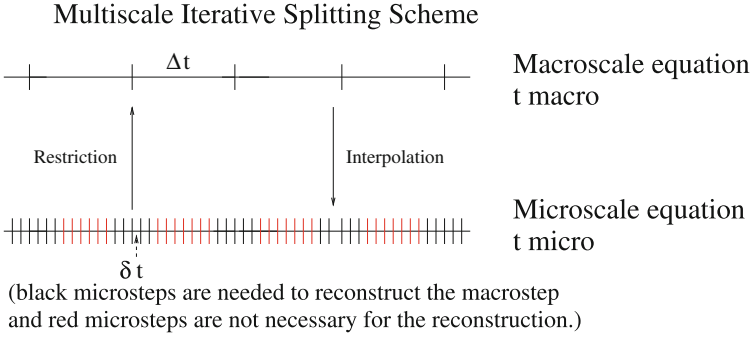 Multiscale Iterative Splitting Scheme
Δt
Macroscale equation
t macro
Restriction
Interpolation
Microscale equation
t micro
δ t
(black microsteps are needed to reconstruct the macrostep
and red microsteps are not necessary for the reconstruction.)